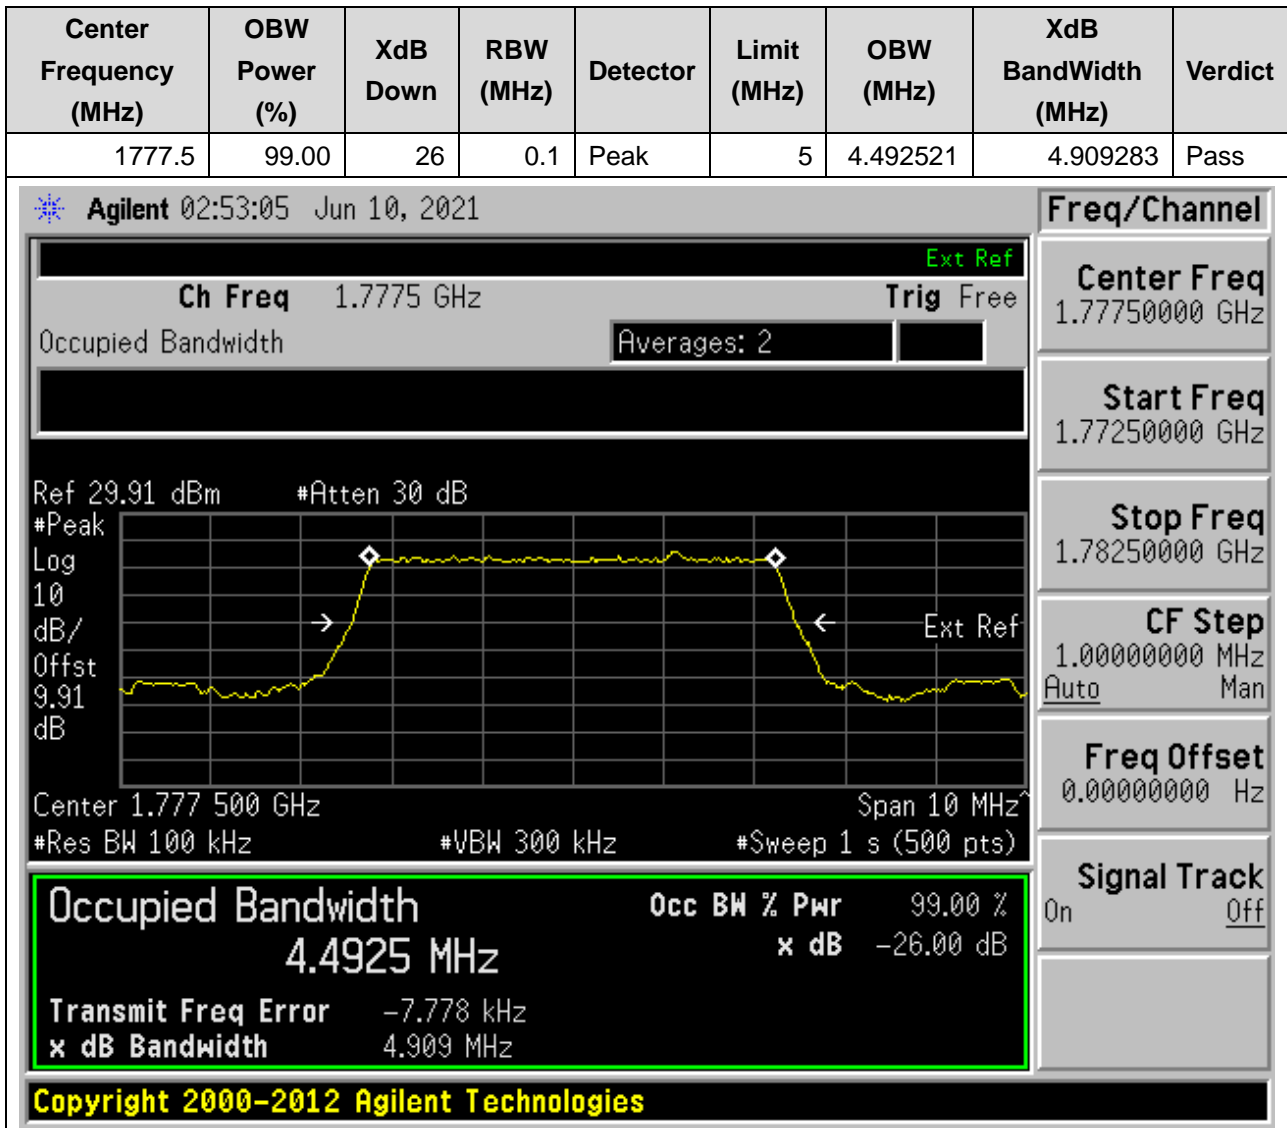 Center Frequency (MHz) OBW Power (%) XdB Down RBW (MHz) Detector Limit (MHz) OBW (MHz) XdB BandWidth (MHz) Verdict
1777.5 99.00 26 0.1 Peak 5 4.492521 4.909283 Pass
Agilent 02:53:05 Jun 10, 2021
Ext Ref
Ch Freq 1.7775 GHz Trig Free
Occupied Bandwidth Averages: 2
Ref 29.91 dBm #Atten 30 dB
#Peak
Log
10
dB/
Offst
9.91
dB
Ext Ref
Center 1.777 500 GHz Span 10 MHz^
#Res BW 100 kHz #VBW 300 kHz #Sweep 1 s (500 pts)
Occupied Bandwidth
4.4925 MHz
Occ BW % Pwr 99.00 %
x dB -26.00 dB
Transmit Freq Error -7.778 kHz
x dB Bandwidth 4.909 MHz
Copyright 2000-2012 Agilent Technologies
Freq/Channel
Center Freq
1.77750000 GHz
Start Freq
1.77250000 GHz
Stop Freq
1.78250000 GHz
CF Step
1.00000000 MHz
Auto Man
Freq Offset
0.00000000 Hz
Signal Track
On Off